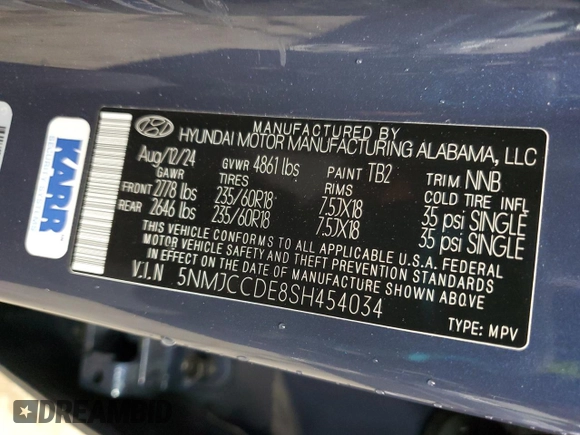 MANUFACTURED BY
HYUNDAI MOTOR MANUFACTURING ALABAMA, LLC
Aug/12/24 GVWR 4861 lbs PAINT TB2 TRIM NNB
GAWR TIRES RIMS COLD TIRE INFL
FRONT 2778 lbs 235/60R18 7.5JX18 35 psi SINGLE
REAR 2646 lbs 235/60R18 7.5JX18 35 psi SINGLE
THIS VEHICLE CONFORMS TO ALL APPLICABLE U.S.A. FEDERAL
MOTOR VEHICLE SAFETY AND THEFT PREVENTION STANDARDS
IN EFFECT ON THE DATE OF MANUFACTURE SHOWN ABOVE.
V.I.N 5NMJCCDE8SH454034
TYPE: MPV
KARR
DREAMBID